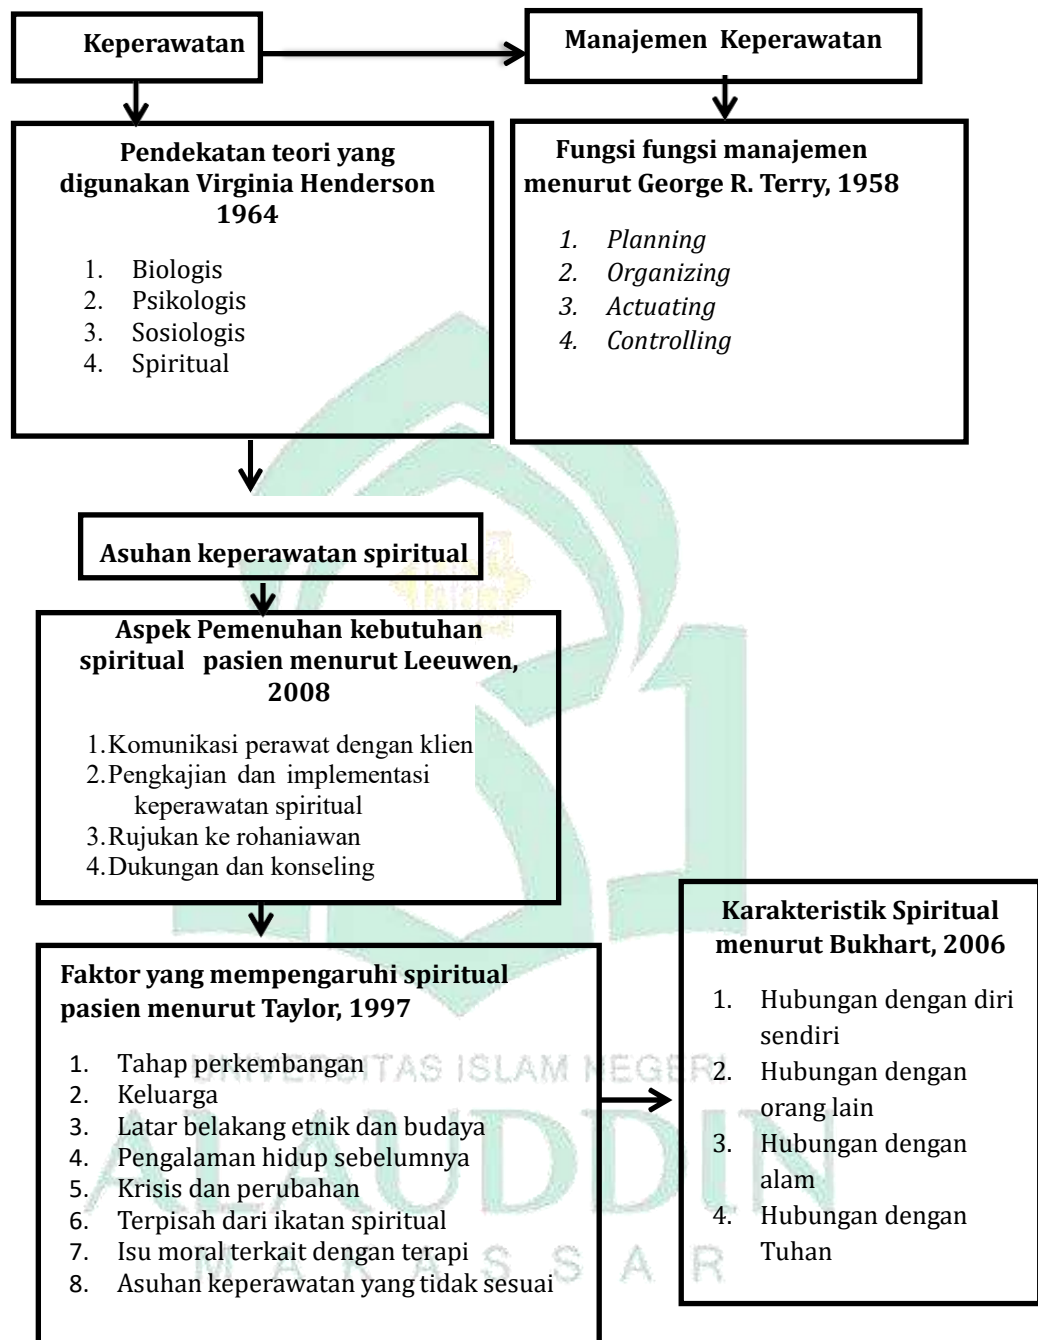 Keperawatan
Manajemen Keperawatan
Pendekatan teori yang
digunakan Virginia Henderson
1964
1. Biologis
2. Psikologis
3. Sosiologis
4. Spiritual
Fungsi fungsi manajemen
menurut George R. Terry, 1958
1. Planning
2. Organizing
3. Actuating
4. Controlling
Asuhan keperawatan spiritual
Aspek Pemenuhan kebutuhan
spiritual pasien menurut Leeuwen,
2008
1. Komunikasi perawat dengan klien
2. Pengkajian dan implementasi
keperawatan spiritual
3. Rujukan ke rohaniawan
4. Dukungan dan konseling
Faktor yang mempengaruhi spiritual
pasien menurut Taylor, 1997
1. Tahap perkembangan
2. Keluarga
3. Latar belakang etnik dan budaya
4. Pengalaman hidup sebelumnya
5. Krisis dan perubahan
6. Terpisah dari ikatan spiritual
7. Isu moral terkait dengan terapi
8. Asuhan keperawatan yang tidak sesuai
Karakteristik Spiritual
menurut Bukhart, 2006
1. Hubungan dengan diri
sendiri
2. Hubungan dengan
orang lain
3. Hubungan dengan
alam
4. Hubungan dengan
Tuhan
UNIVERSITAS ISLAM NEGERI
ALAUDDIN
MAKASSAR